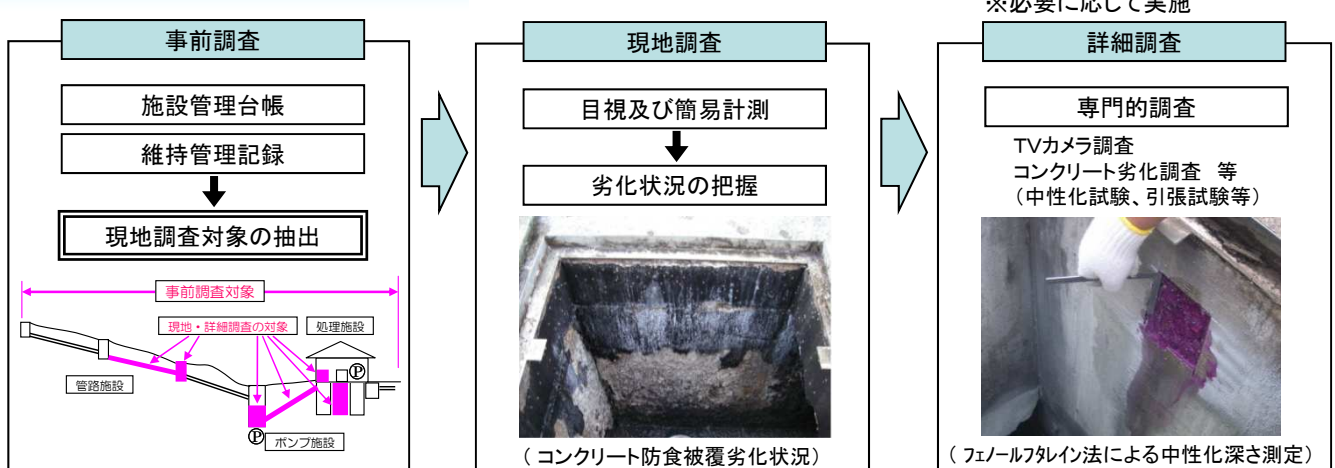 ※必要に応じて実施
事前調査
施設管理台帳
維持管理記録
現地調査対象の抽出
事前調査対象
現地・詳細調査の対象
処理施設
管路施設
Ⓟ
Ⓟ
ポンプ施設
現地調査
目視及び簡易計測
劣化状況の把握
（コンクリート防食被覆劣化状況）
詳細調査
専門的調査
TVカメラ調査
コンクリート劣化調査　等
（中性化試験、引張試験等）
（フェノールフタレイン法による中性化深さ測定）